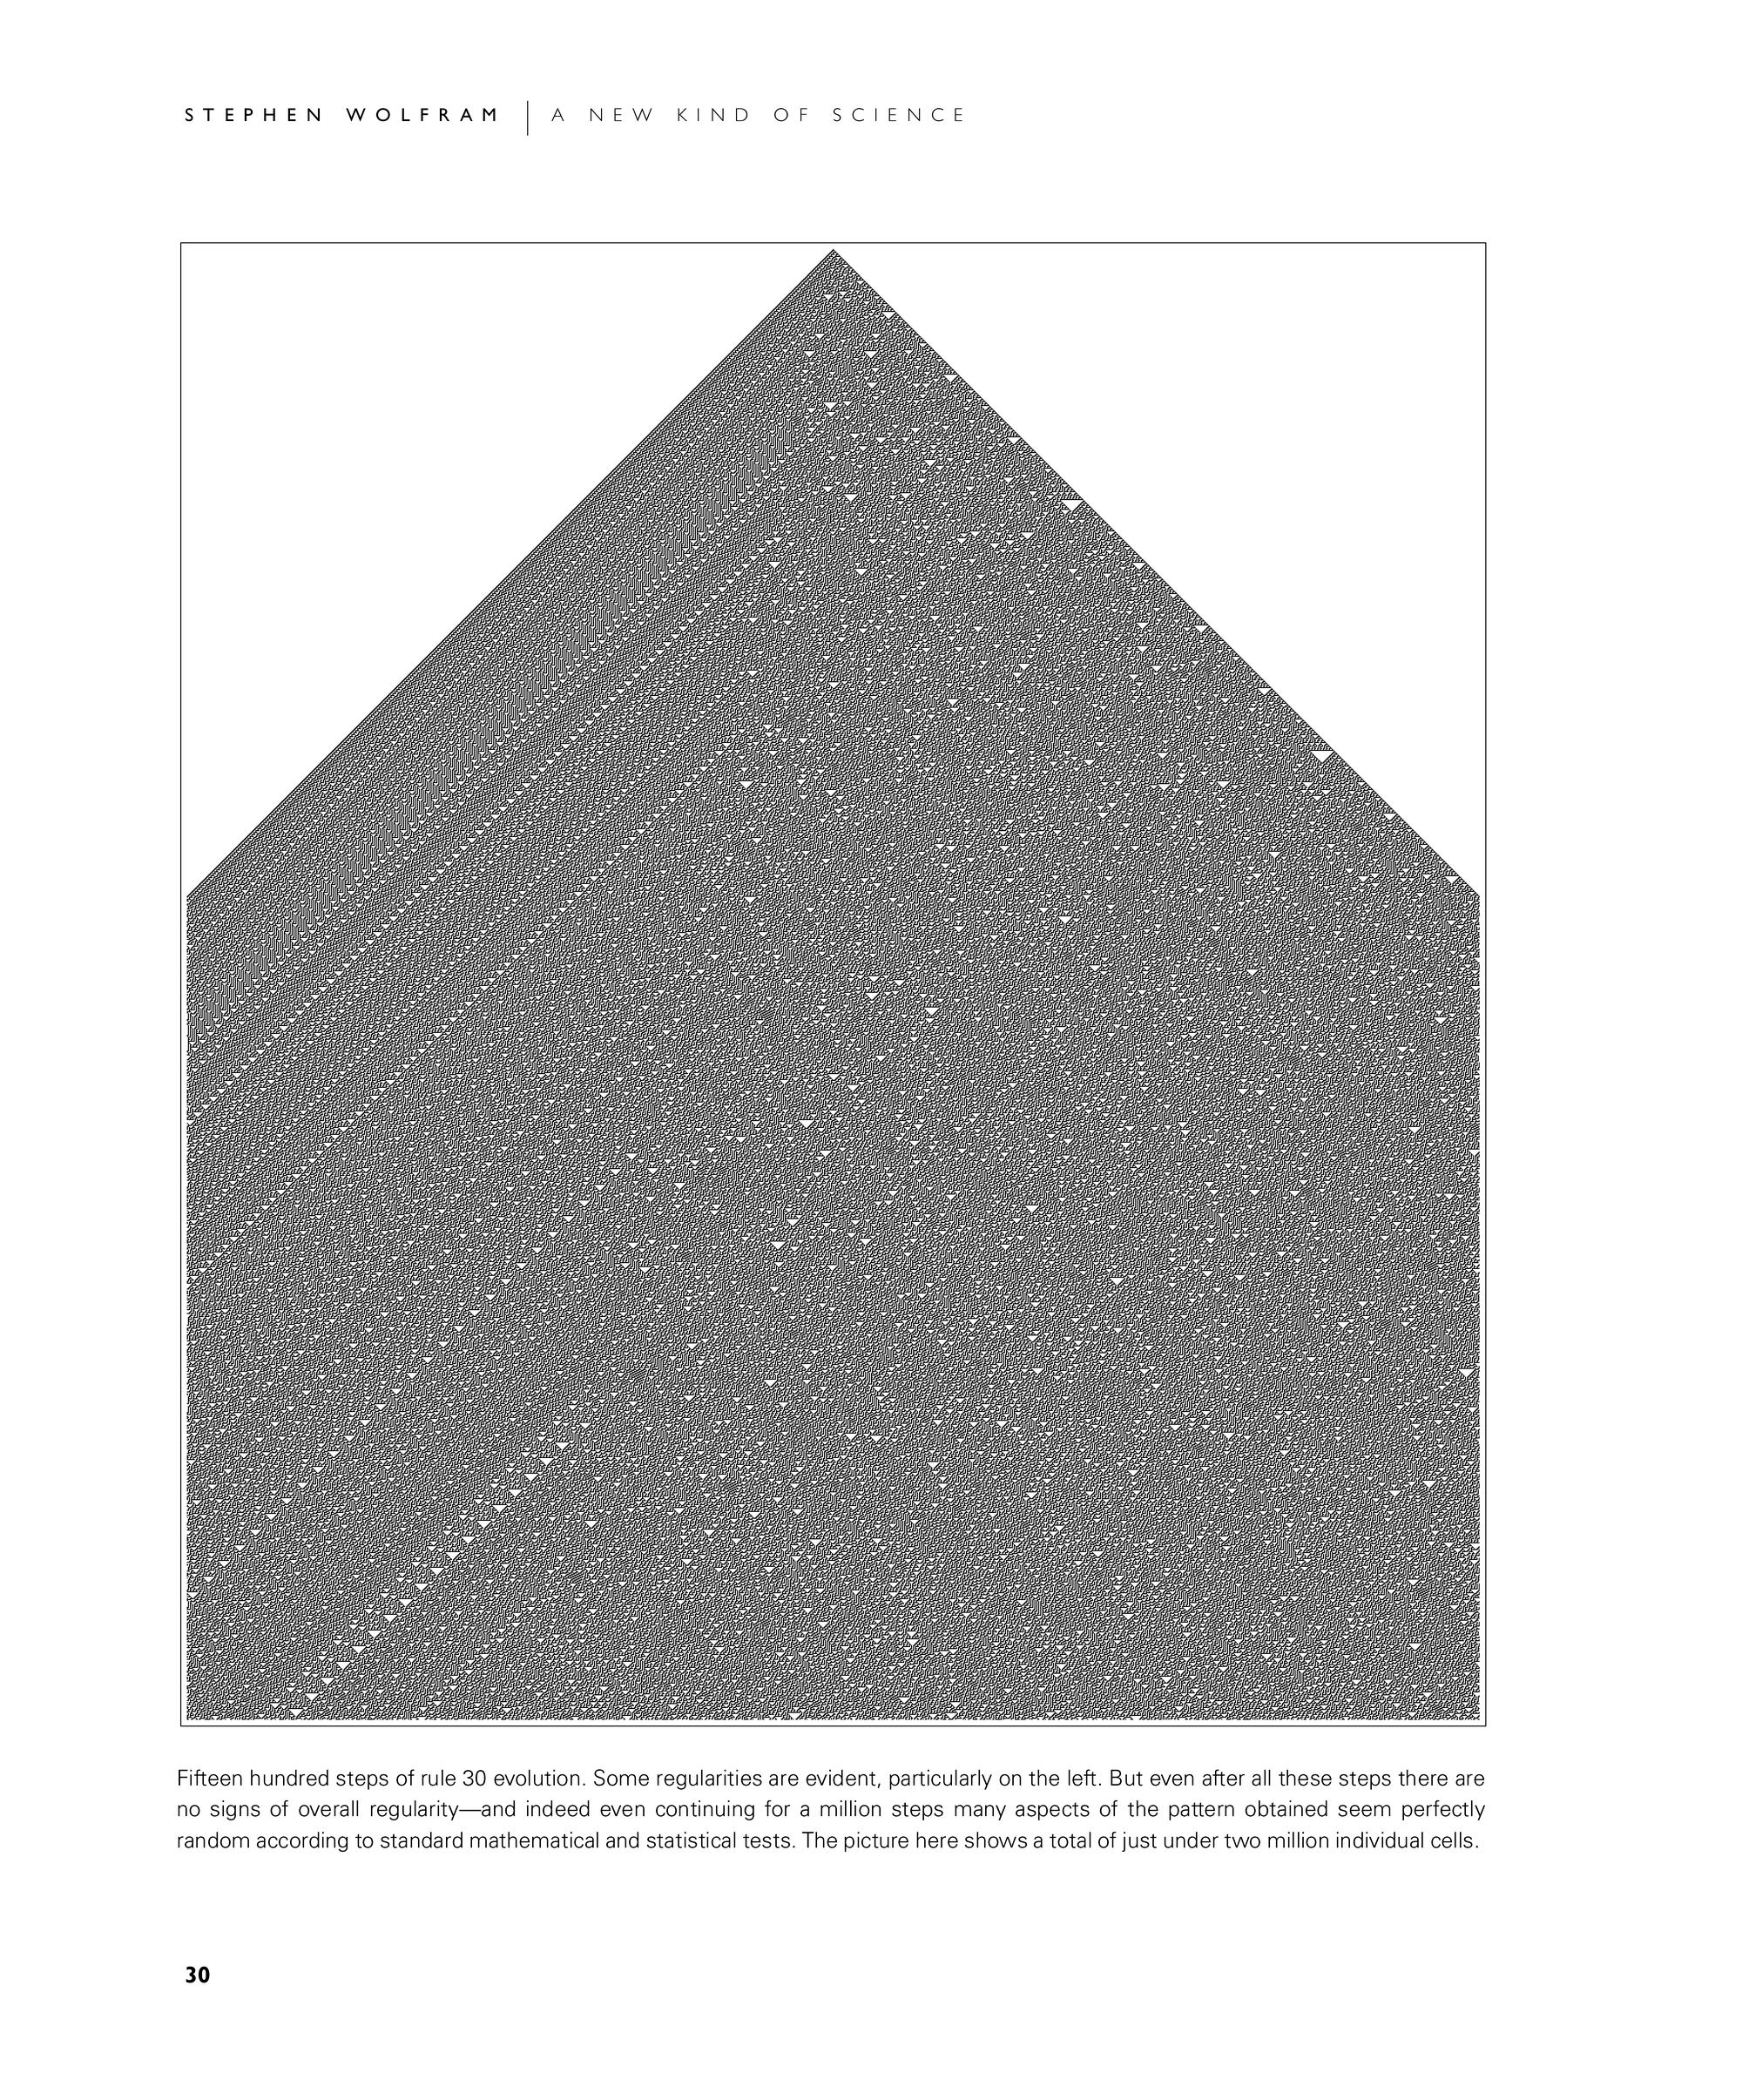 STEPHEN WOLFRAM | A NEW KIND OF SCIENCE
Fifteen hundred steps of rule 30 evolution. Some regularities are evident, particularly on the left. But even after all these steps there are
no signs of overall regularity—and indeed even continuing for a million steps many aspects of the pattern obtained seem perfectly
random according to standard mathematical and statistical tests. The picture here shows a total of just under two million individual cells.
30